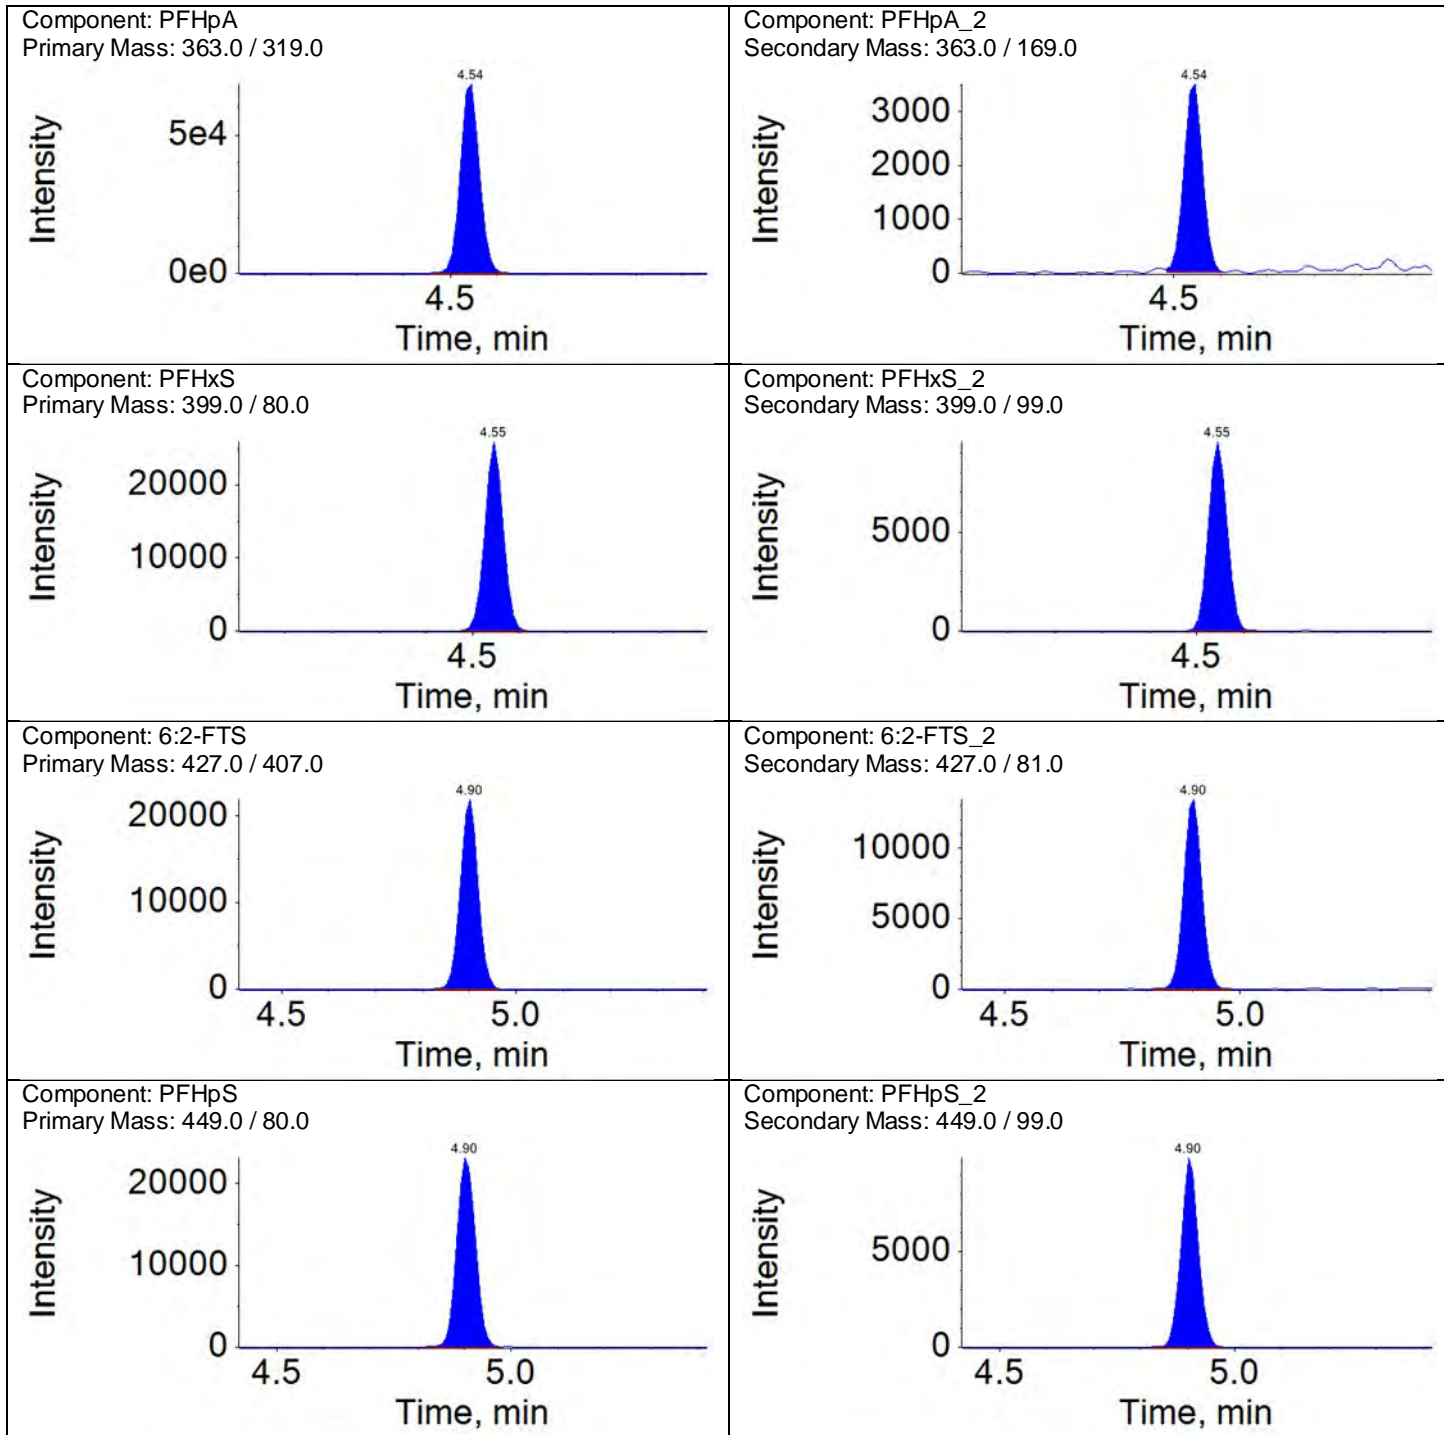 Component: PFHpA
Primary Mass: 363.0 / 319.0
4.54
5e4
0e0
Intensity
4.5
Time, min
Component: PFHpA_2
Secondary Mass: 363.0 / 169.0
4.54
3000
2000
1000
0
Intensity
4.5
Time, min
Component: PFHxS
Primary Mass: 399.0 / 80.0
4.55
20000
10000
0
Intensity
4.5
Time, min
Component: PFHxS_2
Secondary Mass: 399.0 / 99.0
4.55
5000
0
Intensity
4.5
Time, min
Component: 6:2-FTS
Primary Mass: 427.0 / 407.0
4.90
20000
10000
0
Intensity
4.5 5.0
Time, min
Component: 6:2-FTS_2
Secondary Mass: 427.0 / 81.0
4.90
10000
5000
0
Intensity
4.5 5.0
Time, min
Component: PFHpS
Primary Mass: 449.0 / 80.0
4.90
20000
10000
0
Intensity
4.5 5.0
Time, min
Component: PFHpS_2
Secondary Mass: 449.0 / 99.0
4.90
5000
0
Intensity
4.5 5.0
Time, min